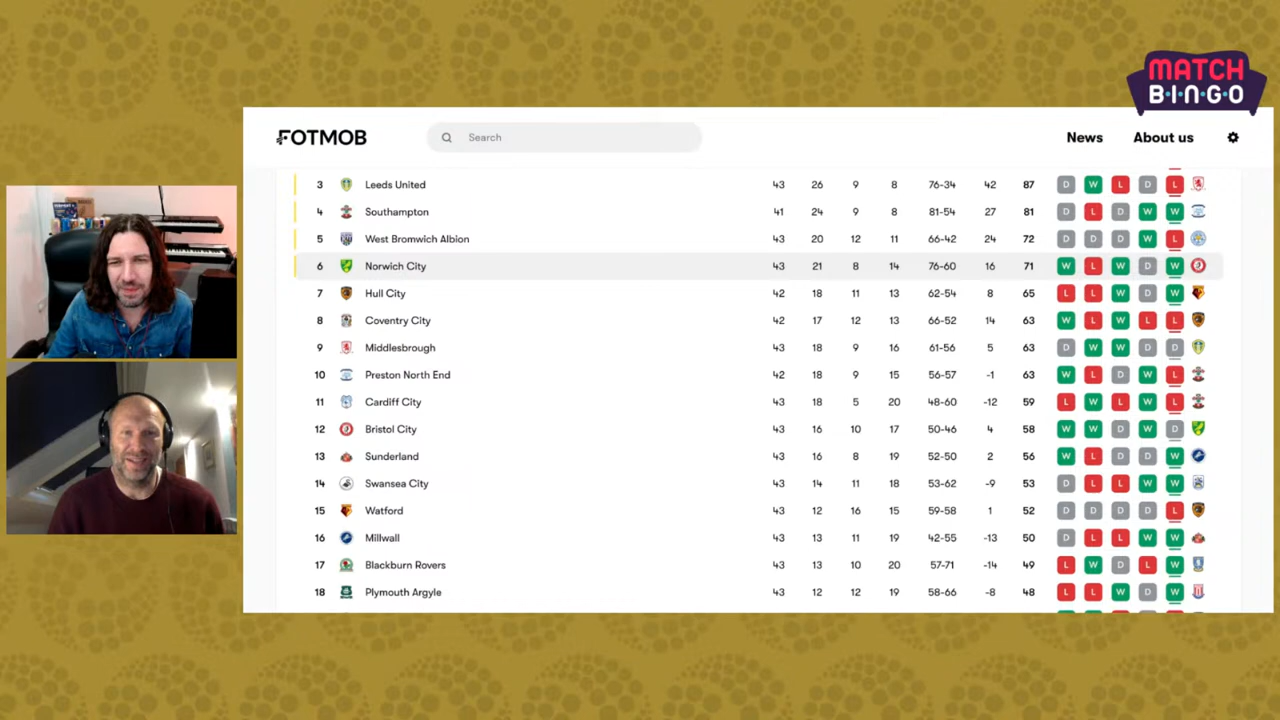 MATCH
B·I·N·G·O
FOTMOB Search News About us
3 Leeds United 43 26 9 8 76-34 42 87 D W L D L
4 Southampton 41 24 9 8 81-54 27 81 D L D W W
5 West Bromwich Albion 43 20 12 11 66-42 24 72 D D D W L
6 Norwich City 43 21 8 14 76-60 16 71 W L W D W
7 Hull City 42 18 11 13 62-54 8 65 L L W D W
8 Coventry City 42 17 12 13 66-52 14 63 W L W L L
9 Middlesbrough 43 18 9 16 61-56 5 63 D W W D D
10 Preston North End 42 18 9 15 56-57 -1 63 W L D W L
11 Cardiff City 43 18 5 20 48-60 -12 59 L W L W L
12 Bristol City 43 16 10 17 50-46 4 58 W W D W D
13 Sunderland 43 16 8 19 52-50 2 56 W L D D W
14 Swansea City 43 14 11 18 53-62 -9 53 D L L W W
15 Watford 43 12 16 15 59-58 1 52 D D D D L
16 Millwall 43 13 11 19 42-55 -13 50 D L L W W
17 Blackburn Rovers 43 13 10 20 57-71 -14 49 L W D L W
18 Plymouth Argyle 43 12 12 19 58-66 -8 48 L L W D W